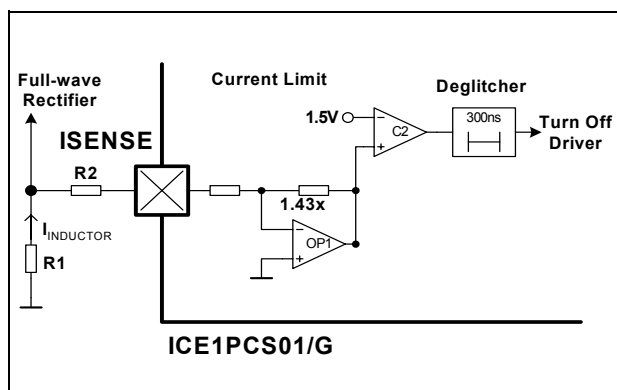 Full-wave
Rectifier
Current Limit
Deglitcher
ISENSE
1.5V
C2
300ns
Turn Off
Driver
R2
1.43x
IINDUCTOR
OP1
R1
ICE1PCS01/G